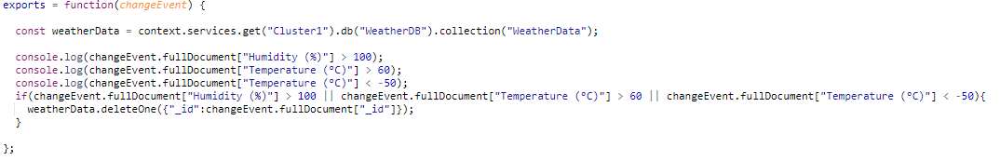 exports = function(changeEvent) {
const weatherData = context.services.get("Cluster1").db("WeatherDB").collection("WeatherData");
console.log(changeEvent.fullDocument["Humidity (%)"] > 100);
console.log(changeEvent.fullDocument["Temperature (°C)"] > 60);
console.log(changeEvent.fullDocument["Temperature (°C)"] < -50);
if(changeEvent.fullDocument["Humidity (%)"] > 100 || changeEvent.fullDocument["Temperature (°C)"] > 60 || changeEvent.fullDocument["Temperature (°C)"] < -50){
weatherData.deleteOne({"_id":changeEvent.fullDocument["_id"]});
}
};